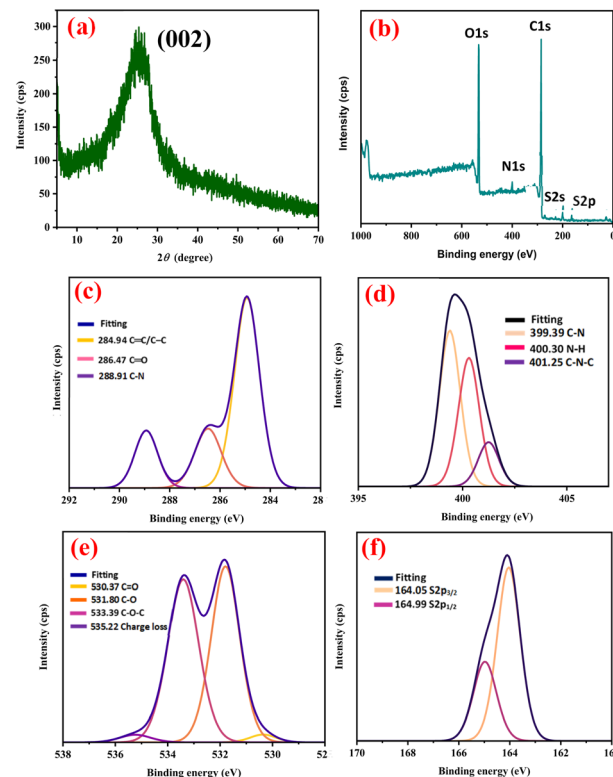 (a)
(002)
300
250
200
150
100
50
0
Intensity (cps)
10
20
30
40
50
60
70
2θ (degree)
(b)
O1s
C1s
N1s
S2s
S2p
Intensity (cps)
1000
800
600
400
200
0
Binding energy (eV)
(c)
Fitting
284.94 C=C/C-C
286.47 C=O
288.91 C-N
Intensity (cps)
292
290
288
286
284
28
Binding energy (eV)
(d)
Fitting
399.39 C-N
400.30 N-H
401.25 C-N-C
Intensity (cps)
395
400
405
Binding energy (eV)
(e)
Fitting
530.37 C=O
531.80 C-O
533.39 C-O-C
535.22 Charge loss
Intensity (cps)
538
536
534
532
530
52
Binding energy (eV)
(f)
Fitting
164.05 S2p₃/₂
164.99 S2p₁/₂
Intensity (cps)
170
168
166
164
162
16
Binding energy (eV)